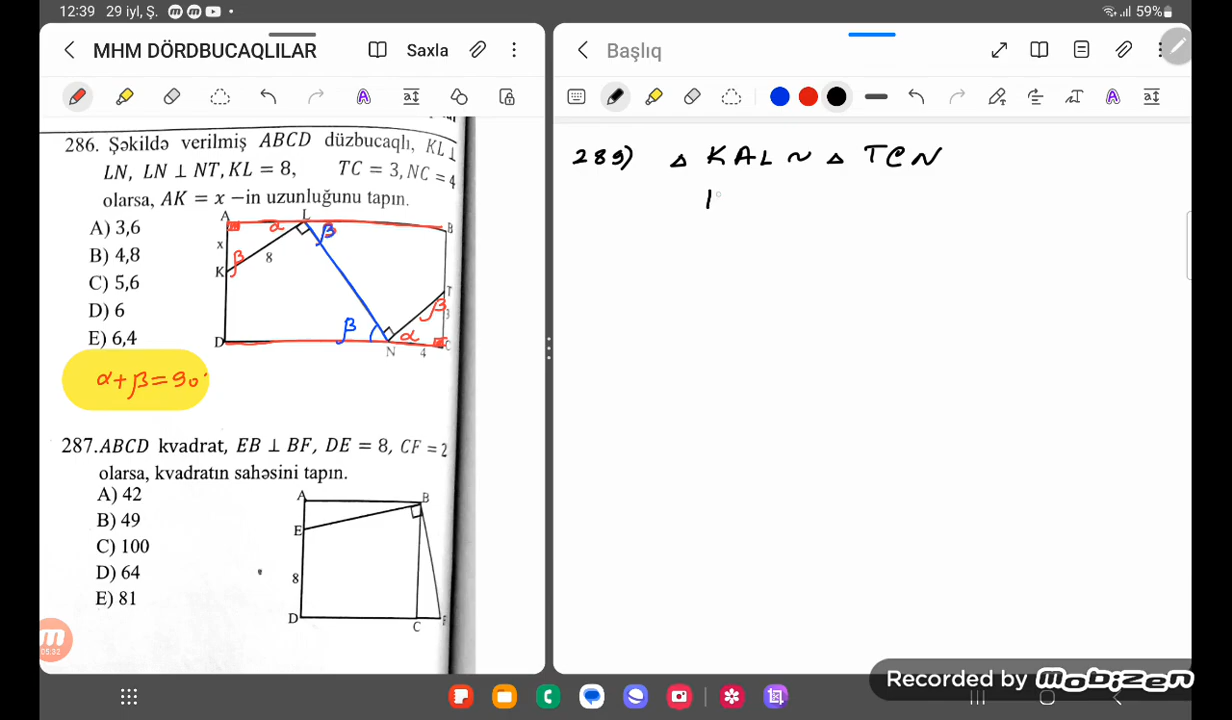 12:39 29 iyl, Ş.
59%
MHM DÖRDBUCAQLILAR
Saxla
286. Şəkildə verilmiş ABCD düzbucaqlı, KL⊥
LN, LN ⊥ NT, KL = 8, TC = 3, NC = 4
olarsa, AK = x −in uzunluğunu tapın.
A) 3,6
B) 4,8
C) 5,6
D) 6
E) 6,4
A
L
B
α
β
x
β
K
8
T
β
3
β
α
D
N
4
C
α+β=90°
287.ABCD kvadrat, EB ⊥ BF, DE = 8, CF = 2
olarsa, kvadratın sahəsini tapın.
A) 42
B) 49
C) 100
D) 64
E) 81
A
B
E
8
D
C
F
05:32
Başlıq
289) △ KAL ~ △ TCN
Recorded by mobizen